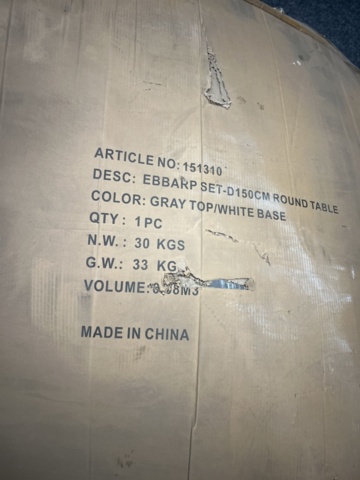 ARTICLE NO: 151310
DESC: EBBARP SET-D150CM ROUND TABLE
COLOR: GRAY TOP/WHITE BASE
QTY : 1PC
N.W. : 30 KGS
G.W.: 33 KG
VOLUME:
MADE IN CHINA